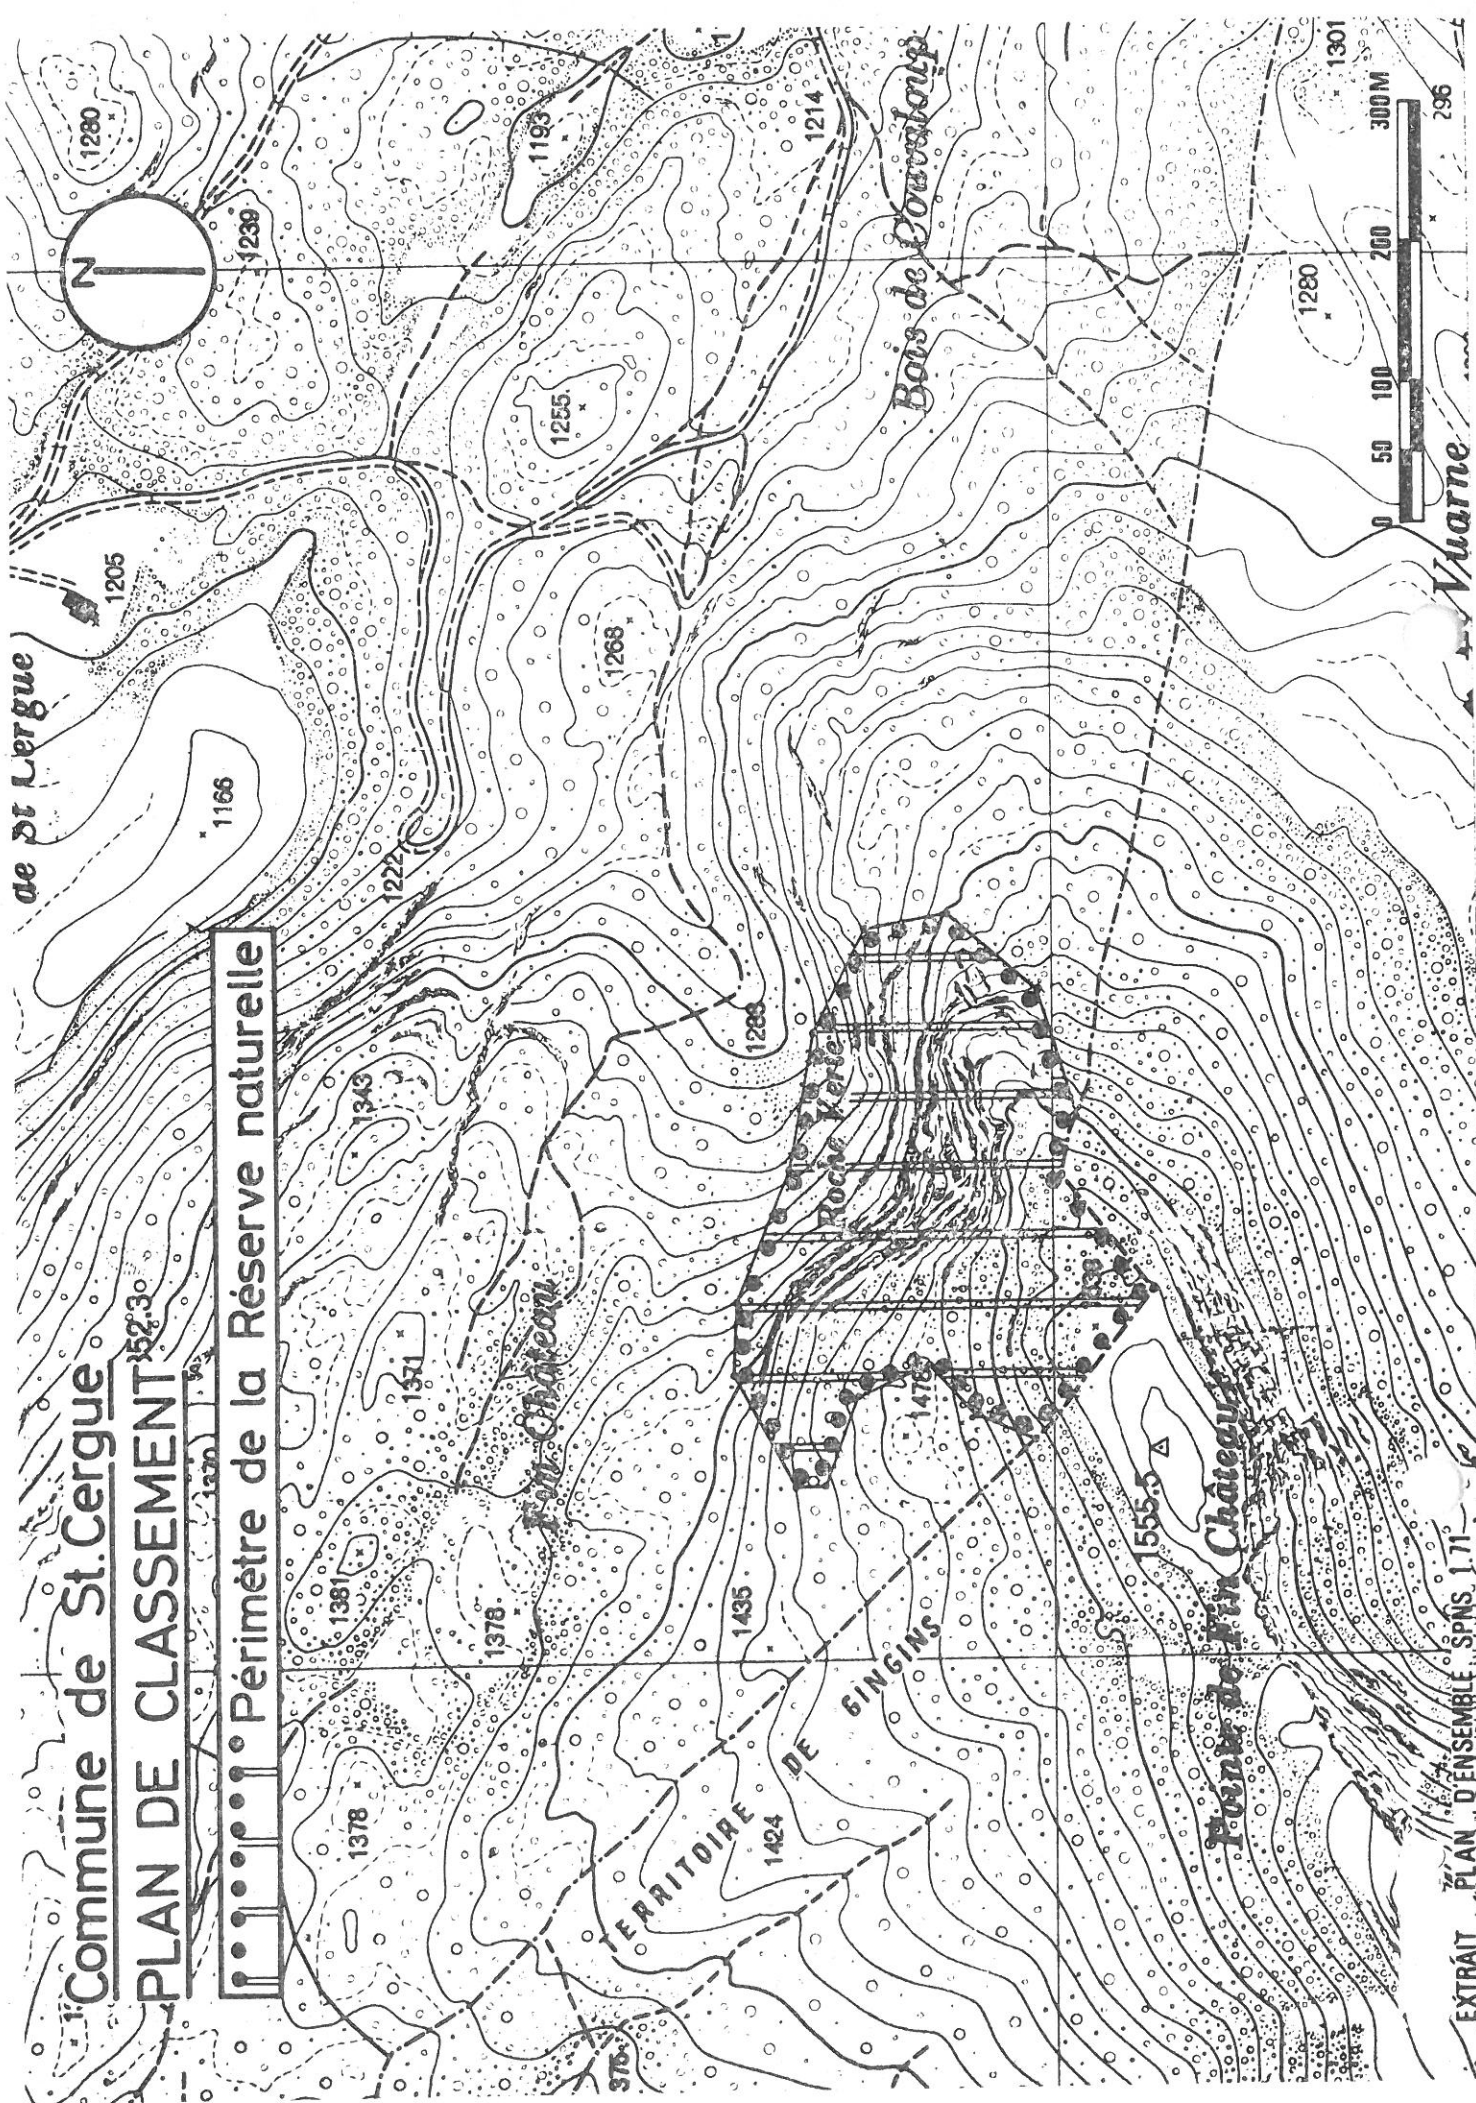 Commune de St.Cergue
PLAN DE CLASSEMENT
Périmètre de la Réserve naturelle
N
de St Cergue
1280
1239
1193
1214
1205
1166
1222
1255
1268
1289
1343
1371
1381
1378
1378
1435
1424
1478
1555.5
1280
1301
296
Bois de Couvaloup
Roche Verte
Fin Château
Pointe de Fin Château
TERRITOIRE DE GINGINS
Vuarne
0 50 100 200 300M
EXTRAIT PLAN D'ENSEMBLE SPNS 1.71